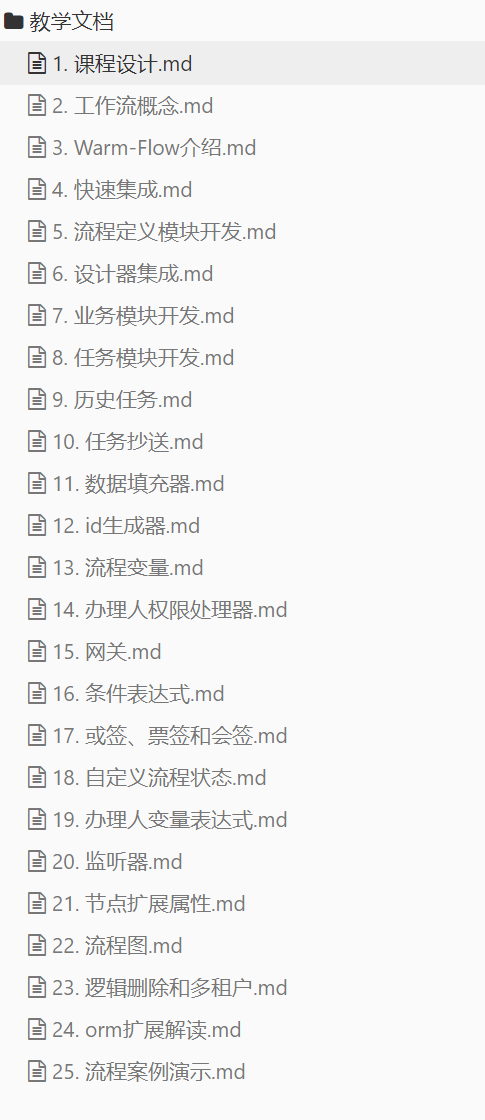 教学文档
1. 课程设计.md
2. 工作流概念.md
3. Warm-Flow介绍.md
4. 快速集成.md
5. 流程定义模块开发.md
6. 设计器集成.md
7. 业务模块开发.md
8. 任务模块开发.md
9. 历史任务.md
10. 任务抄送.md
11. 数据填充器.md
12. id生成器.md
13. 流程变量.md
14. 办理人权限处理器.md
15. 网关.md
16. 条件表达式.md
17. 或签、票签和会签.md
18. 自定义流程状态.md
19. 办理人变量表达式.md
20. 监听器.md
21. 节点扩展属性.md
22. 流程图.md
23. 逻辑删除和多租户.md
24. orm扩展解读.md
25. 流程案例演示.md